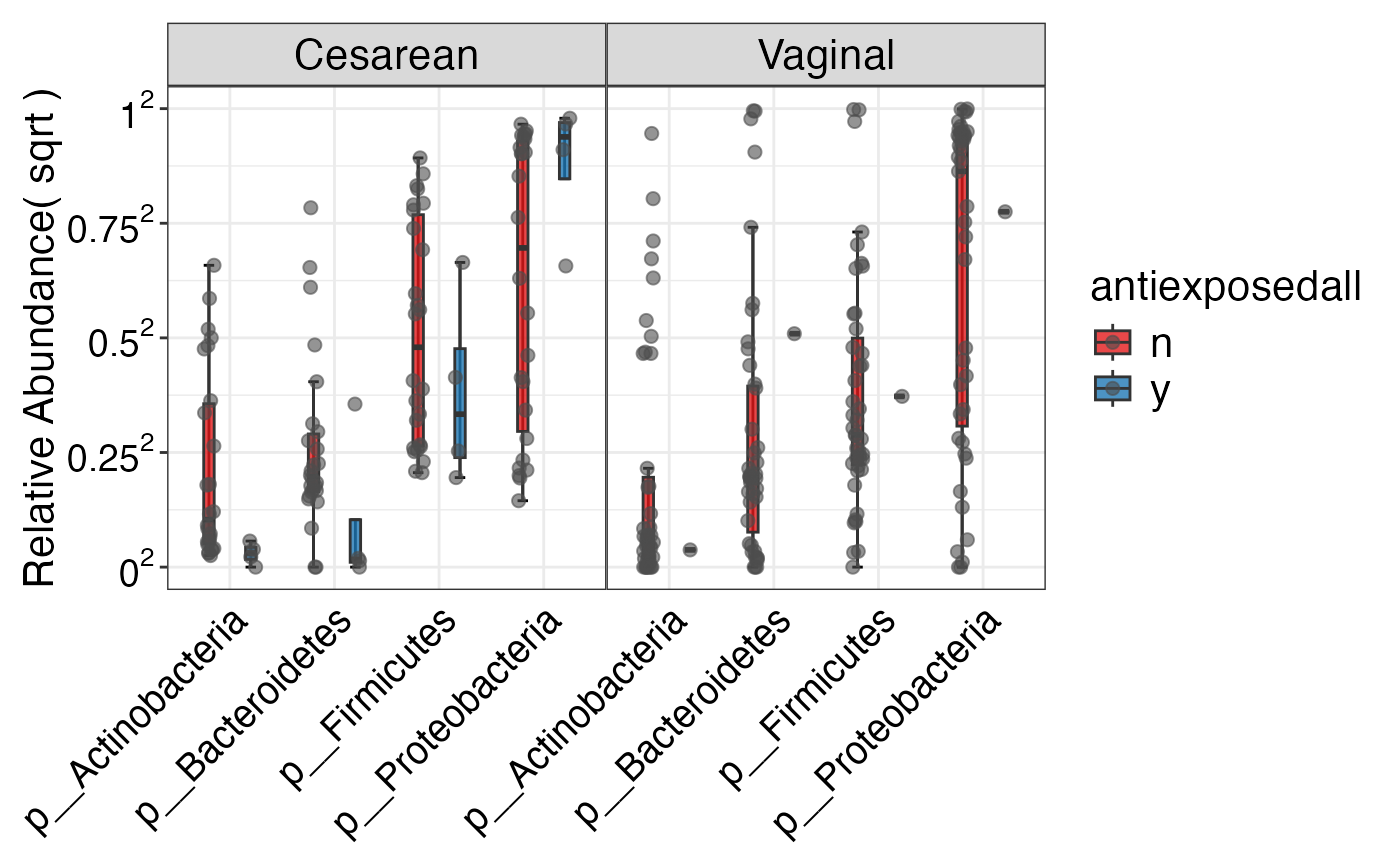 Cesarean
Vaginal
Relative Abundance( sqrt )
1²
0.75²
0.5²
0.25²
0²
p__Actinobacteria
p__Bacteroidetes
p__Firmicutes
p__Proteobacteria
p__Actinobacteria
p__Bacteroidetes
p__Firmicutes
p__Proteobacteria
antiexposedall
n
y